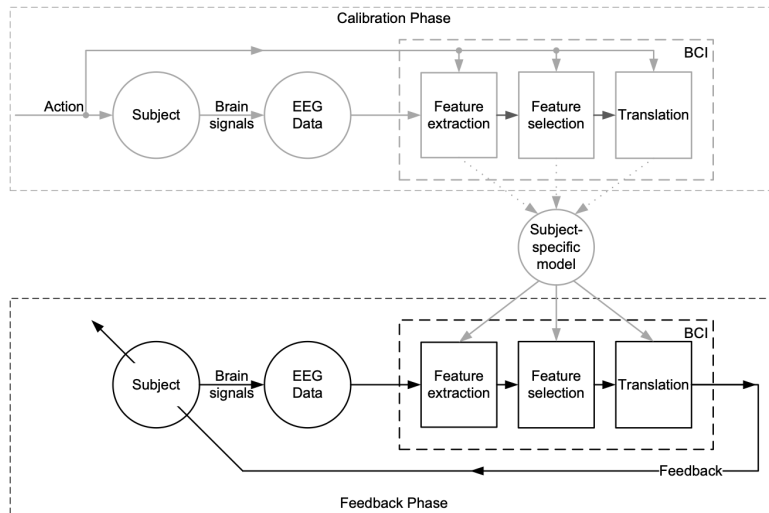 Calibration Phase
BCI
Action
Subject
Brain
signals
EEG
Data
Feature
extraction
Feature
selection
Translation
Subject-
specific
model
BCI
Subject
Brain
signals
EEG
Data
Feature
extraction
Feature
selection
Translation
Feedback
Feedback Phase